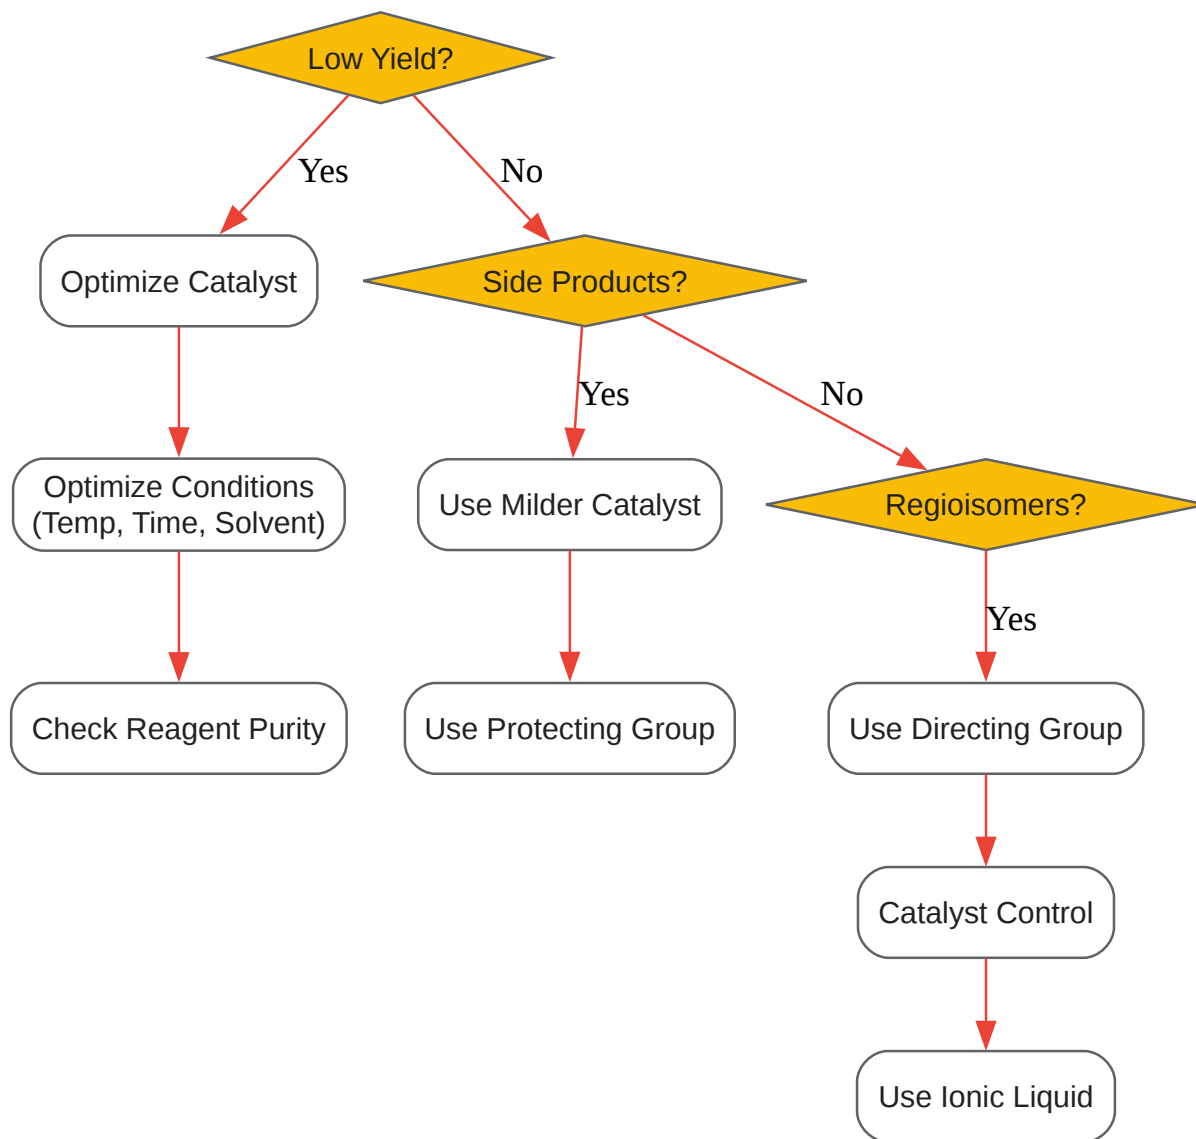 Low Yield?
Yes
No
Optimize Catalyst
Side Products?
Yes
No
Optimize Conditions
(Temp, Time, Solvent)
Use Milder Catalyst
Regioisomers?
Yes
Check Reagent Purity
Use Protecting Group
Use Directing Group
Catalyst Control
Use Ionic Liquid